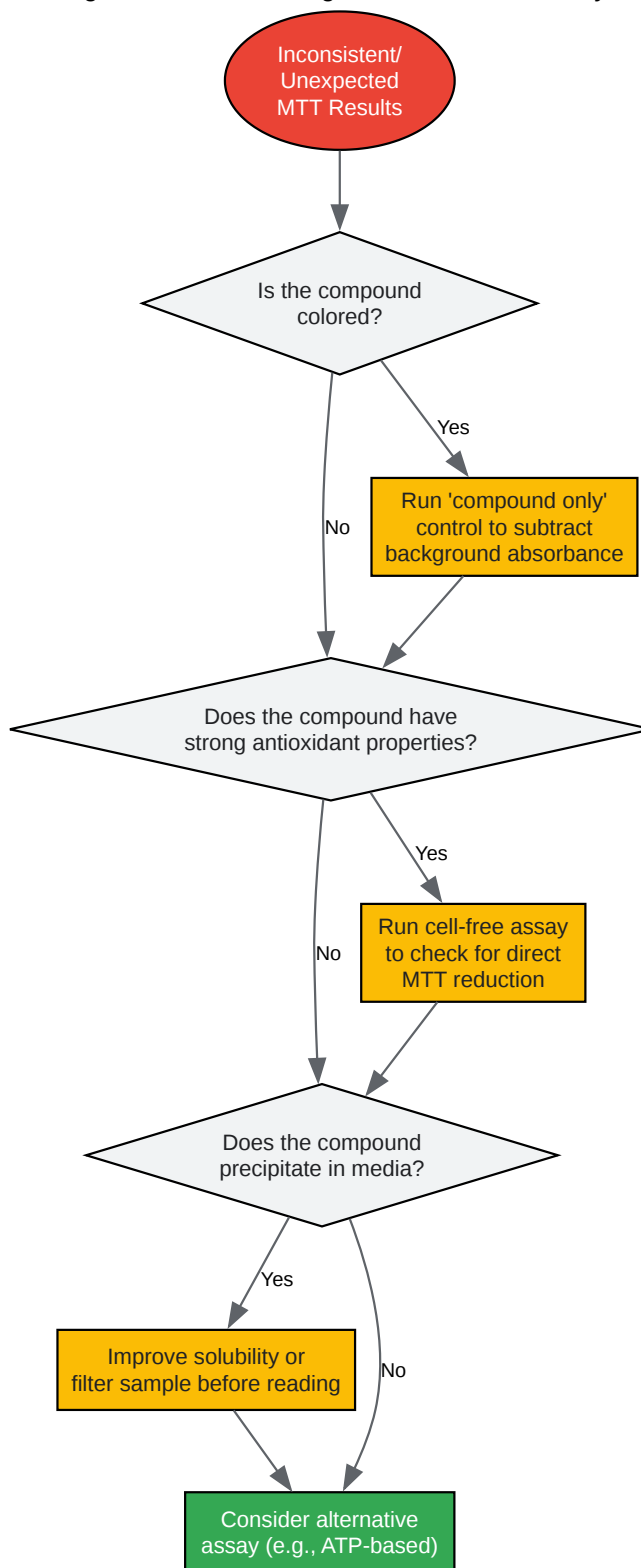 Inconsistent/
Unexpected
MTT Results
Is the compound
colored?
Yes
Run 'compound only'
control to subtract
background absorbance
No
Does the compound have
strong antioxidant properties?
Yes
Run cell-free assay
to check for direct
MTT reduction
No
Does the compound
precipitate in media?
Yes
Improve solubility or
filter sample before reading
No
Consider alternative
assay (e.g., ATP-based)